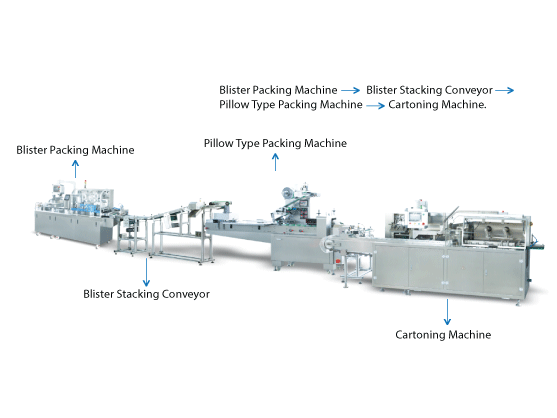 Blister Packing Machine → Blister Stacking Conveyor →
Pillow Type Packing Machine → Cartoning Machine.
Pillow Type Packing Machine
Blister Packing Machine
Blister Stacking Conveyor
Cartoning Machine